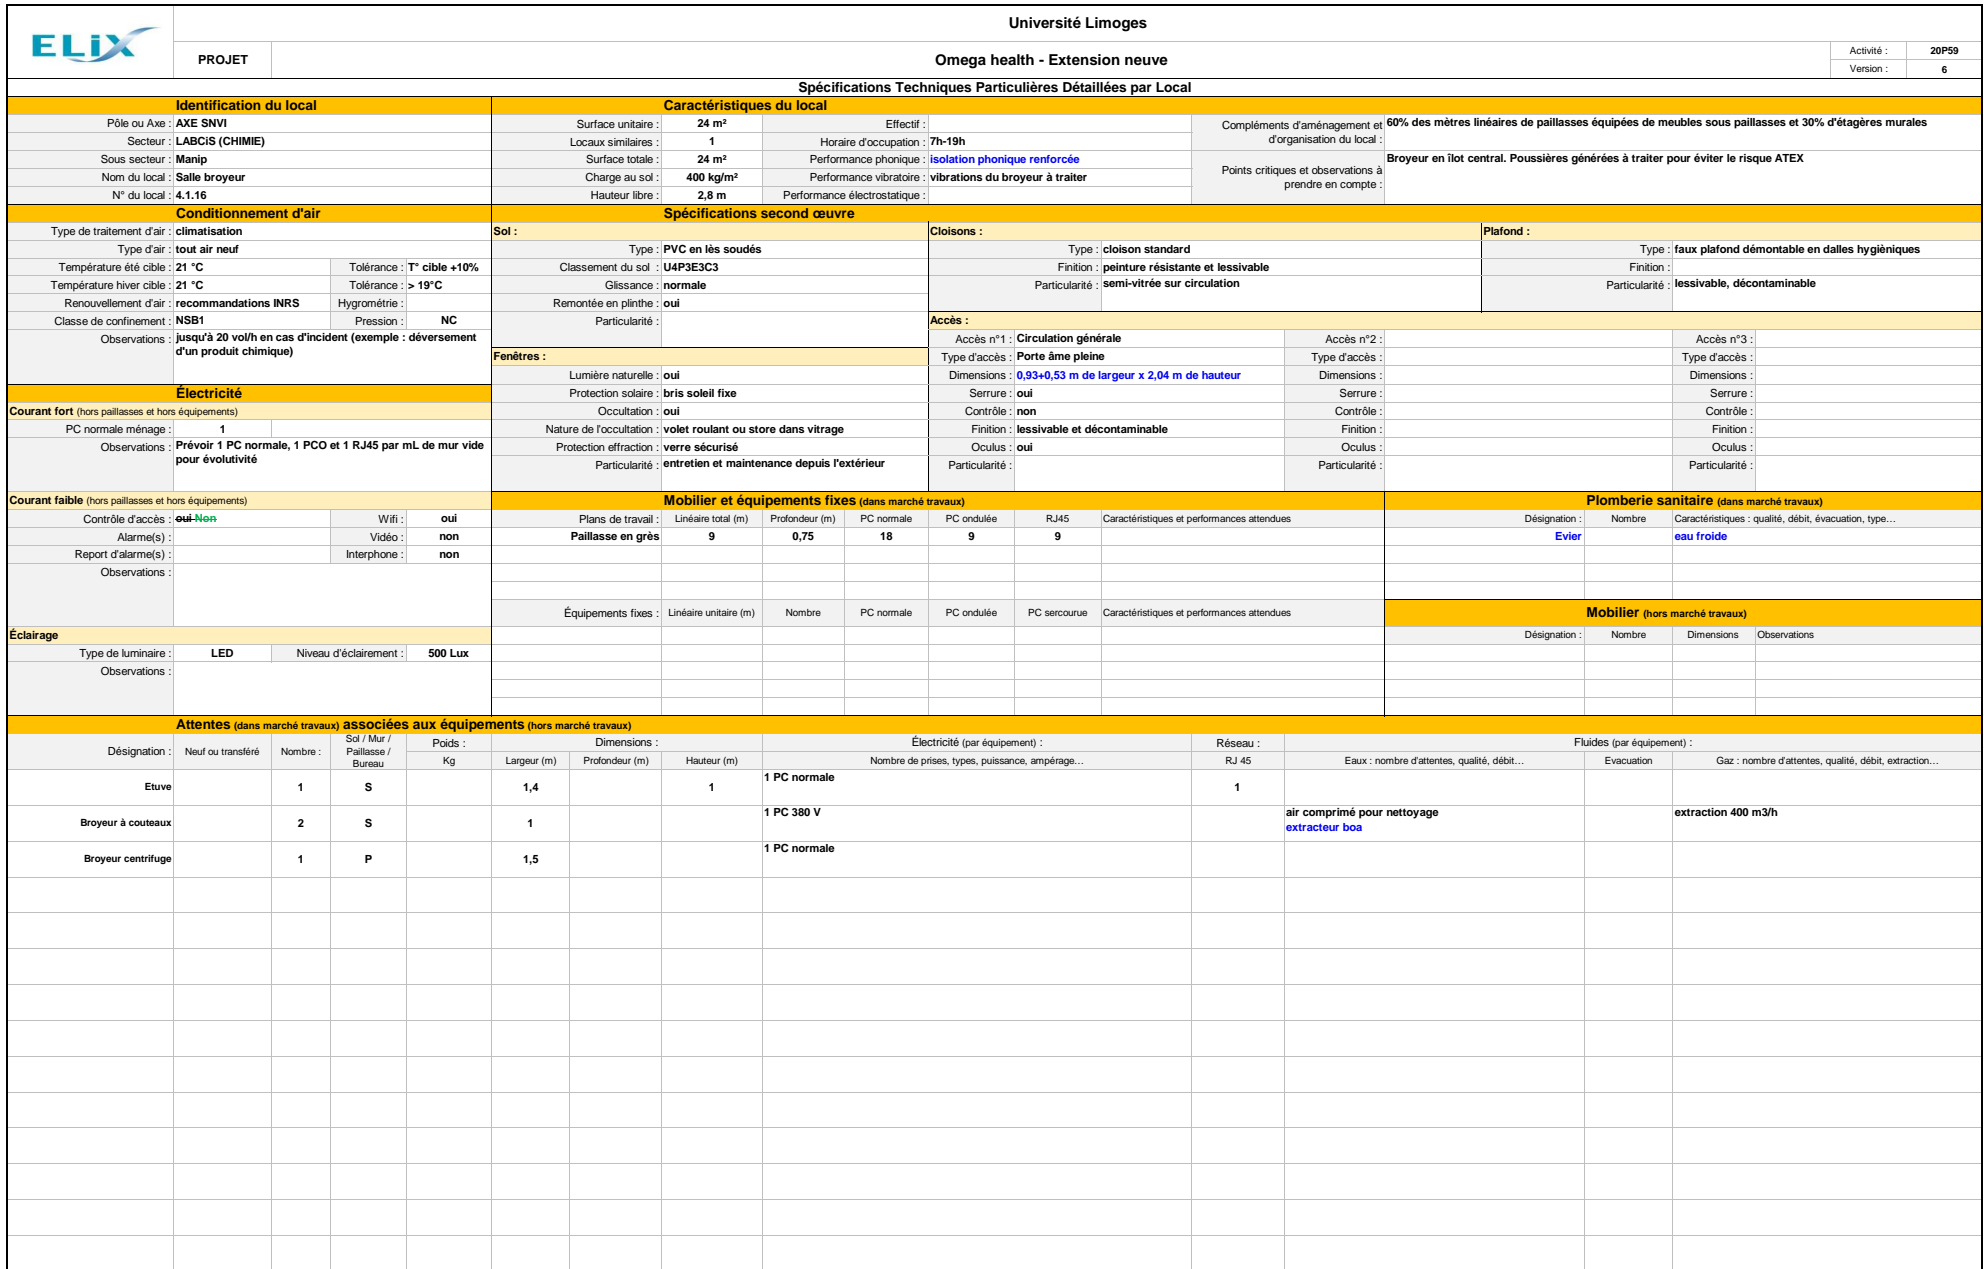 ELiX
Université Limoges
PROJET
Omega health - Extension neuve
Activité : 20P59
Version : 6
Spécifications Techniques Particulières Détaillées par Local
Identification du local
Pôle ou Axe : AXE SNVI
Secteur : LABCiS (CHIMIE)
Sous secteur : Manip
Nom du local : Salle broyeur
N° du local : 4.1.16
Caractéristiques du local
Surface unitaire : 24 m² Effectif :
Locaux similaires : 1 Horaire d'occupation : 7h-19h
Surface totale : 24 m² Performance phonique : isolation phonique renforcée
Charge au sol : 400 kg/m² Performance vibratoire : vibrations du broyeur à traiter
Hauteur libre : 2,8 m Performance électrostatique :
Compléments d'aménagement et
d'organisation du local :
60% des mètres linéaires de paillasses équipées de meubles sous paillasses et 30% d'étagères murales
Points critiques et observations à
prendre en compte :
Broyeur en îlot central. Poussières générées à traiter pour éviter le risque ATEX
Conditionnement d'air
Type de traitement d'air : climatisation
Type d'air : tout air neuf
Température été cible : 21 °C Tolérance : T° cible +10%
Température hiver cible : 21 °C Tolérance : > 19°C
Renouvellement d'air : recommandations INRS Hygrométrie :
Classe de confinement : NSB1 Pression : NC
Observations : jusqu'à 20 vol/h en cas d'incident (exemple : déversement
d'un produit chimique)
Spécifications second œuvre
Sol :
Type : PVC en lès soudés
Classement du sol : U4P3E3C3
Glissance : normale
Remontée en plinthe : oui
Particularité :
Cloisons :
Type : cloison standard
Finition : peinture résistante et lessivable
Particularité : semi-vitrée sur circulation
Plafond :
Type : faux plafond démontable en dalles hygièniques
Finition :
Particularité : lessivable, décontaminable
Fenêtres :
Lumière naturelle : oui
Protection solaire : bris soleil fixe
Occultation : oui
Nature de l'occultation : volet roulant ou store dans vitrage
Protection effraction : verre sécurisé
Particularité : entretien et maintenance depuis l'extérieur
Accès :
Accès n°1 : Circulation générale Accès n°2 : Accès n°3 :
Type d'accès : Porte âme pleine Type d'accès : Type d'accès :
Dimensions : 0,93+0,53 m de largeur x 2,04 m de hauteur Dimensions : Dimensions :
Serrure : oui Serrure : Serrure :
Contrôle : non Contrôle : Contrôle :
Finition : lessivable et décontaminable Finition : Finition :
Oculus : oui Oculus : Oculus :
Particularité : Particularité : Particularité :
Électricité
Courant fort (hors paillasses et hors équipements)
PC normale ménage : 1
Observations : Prévoir 1 PC normale, 1 PCO et 1 RJ45 par mL de mur vide
pour évolutivité
Courant faible (hors paillasses et hors équipements)
Contrôle d'accès : oui Non Wifi : oui
Alarme(s) : Vidéo : non
Report d'alarme(s) : Interphone : non
Observations :
Éclairage
Type de luminaire : LED Niveau d'éclairement : 500 Lux
Observations :
Mobilier et équipements fixes (dans marché travaux)
Plans de travail : Linéaire total (m) Profondeur (m) PC normale PC ondulée RJ45 Caractéristiques et performances attendues
Paillasse en grès 9 0,75 18 9 9
Équipements fixes : Linéaire unitaire (m) Nombre PC normale PC ondulée PC sercourue Caractéristiques et performances attendues
Plomberie sanitaire (dans marché travaux)
Désignation : Nombre Caractéristiques : qualité, débit, évacuation, type…
Evier eau froide
Mobilier (hors marché travaux)
Désignation : Nombre Dimensions Observations
Attentes (dans marché travaux) associées aux équipements (hors marché travaux)
Désignation : Neuf ou transféré Nombre : Sol / Mur /
Paillasse /
Bureau
Poids : Dimensions : Électricité (par équipement) : Réseau : Fluides (par équipement) :
Kg Largeur (m) Profondeur (m) Hauteur (m) Nombre de prises, types, puissance, ampérage… RJ 45 Eaux : nombre d'attentes, qualité, débit… Evacuation Gaz : nombre d'attentes, qualité, débit, extraction…
Etuve 1 S 1,4 1 1 PC normale 1
Broyeur à couteaux 2 S 1 1 PC 380 V air comprimé pour nettoyage extraction 400 m3/h
extracteur boa
Broyeur centrifuge 1 P 1,5 1 PC normale